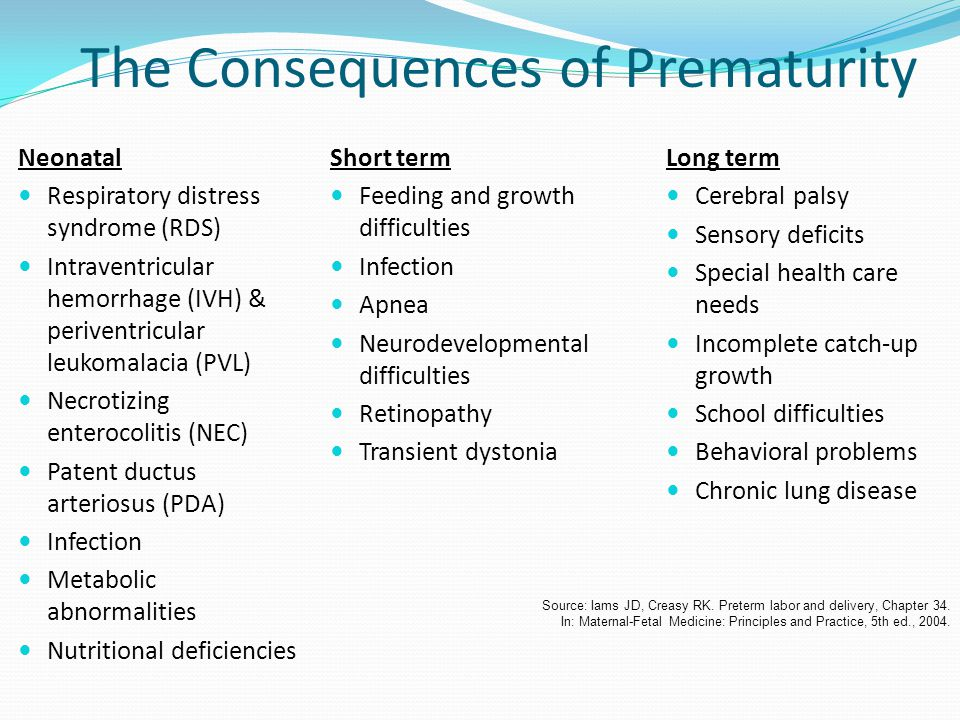 The Consequences of Prematurity
Neonatal
Respiratory distress
syndrome (RDS)
Intraventricular
hemorrhage (IVH) &
periventricular
leukomalacia (PVL)
Necrotizing
enterocolitis (NEC)
Patent ductus
arteriosus (PDA)
Infection
Metabolic
abnormalities
Nutritional deficiencies
Short term
Feeding and growth
difficulties
Infection
Apnea
Neurodevelopmental
difficulties
Retinopathy
Transient dystonia
Long term
Cerebral palsy
Sensory deficits
Special health care
needs
Incomplete catch-up
growth
School difficulties
Behavioral problems
Chronic lung disease
Source: Iams JD, Creasy RK. Preterm labor and delivery, Chapter 34.
In: Maternal-Fetal Medicine: Principles and Practice, 5th ed., 2004.